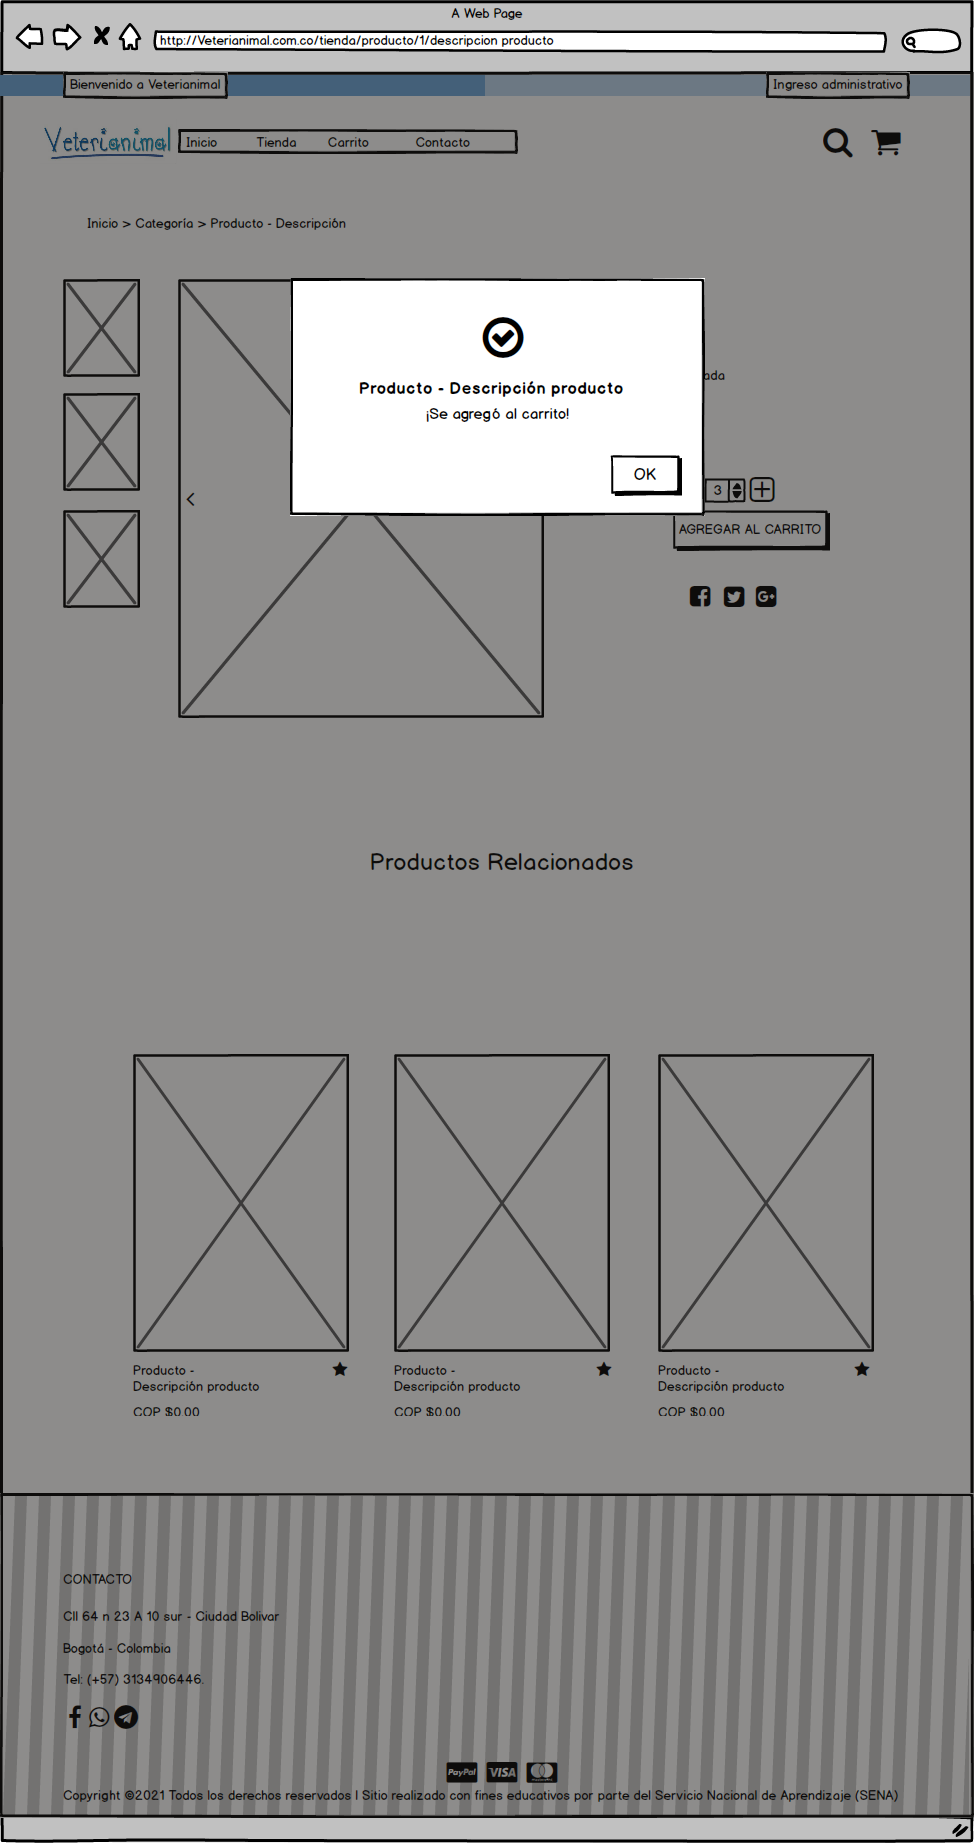 A Web Page
http://Veterianimal.com.co/tienda/producto/1/descripcion producto
Bienvenido a Veterianimal
Ingreso administrativo
Veterianimal
Inicio Tienda Carrito Contacto
Inicio > Categoría > Producto - Descripción
Producto - Descripción producto
¡Se agregó al carrito!
OK
3
AGREGAR AL CARRITO
Productos Relacionados
Producto -
Descripción producto
COP $0.00
Producto -
Descripción producto
COP $0.00
Producto -
Descripción producto
COP $0.00
CONTACTO
Cll 64 n 23 A 10 sur - Ciudad Bolivar
Bogotá - Colombia
Tel: (+57) 3134906446.
PayPal VISA
Copyright ©2021 Todos los derechos reservados | Sitio realizado con fines educativos por parte del Servicio Nacional de Aprendizaje (SENA)